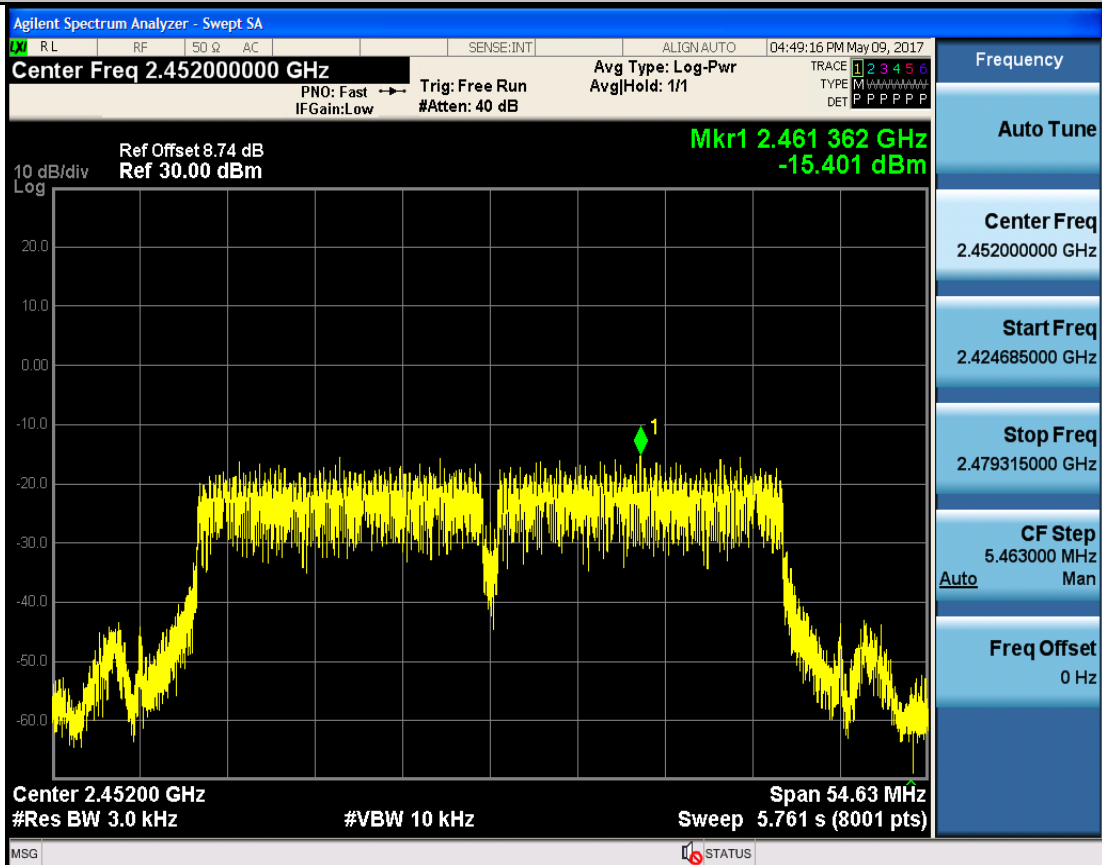 Agilent Spectrum Analyzer - Swept SA
LXI RL RF 50 Ω AC SENSE:INT ALIGN AUTO 04:49:16 PM May 09, 2017
Center Freq 2.452000000 GHz
PNO: Fast
IFGain:Low
Trig: Free Run
#Atten: 40 dB
Avg Type: Log-Pwr
Avg|Hold: 1/1
TRACE 1 2 3 4 5 6
TYPE M W W W W W
DET P P P P P P
Mkr1 2.461 362 GHz
-15.401 dBm
Ref Offset 8.74 dB
10 dB/div Ref 30.00 dBm
Log
20.0
10.0
0.00
-10.0
1
-20.0
-30.0
-40.0
-50.0
-60.0
Center 2.45200 GHz Span 54.63 MHz
#Res BW 3.0 kHz #VBW 10 kHz Sweep 5.761 s (8001 pts)
MSG STATUS
Frequency
Auto Tune
Center Freq
2.452000000 GHz
Start Freq
2.424685000 GHz
Stop Freq
2.479315000 GHz
CF Step
5.463000 MHz
Auto Man
Freq Offset
0 Hz